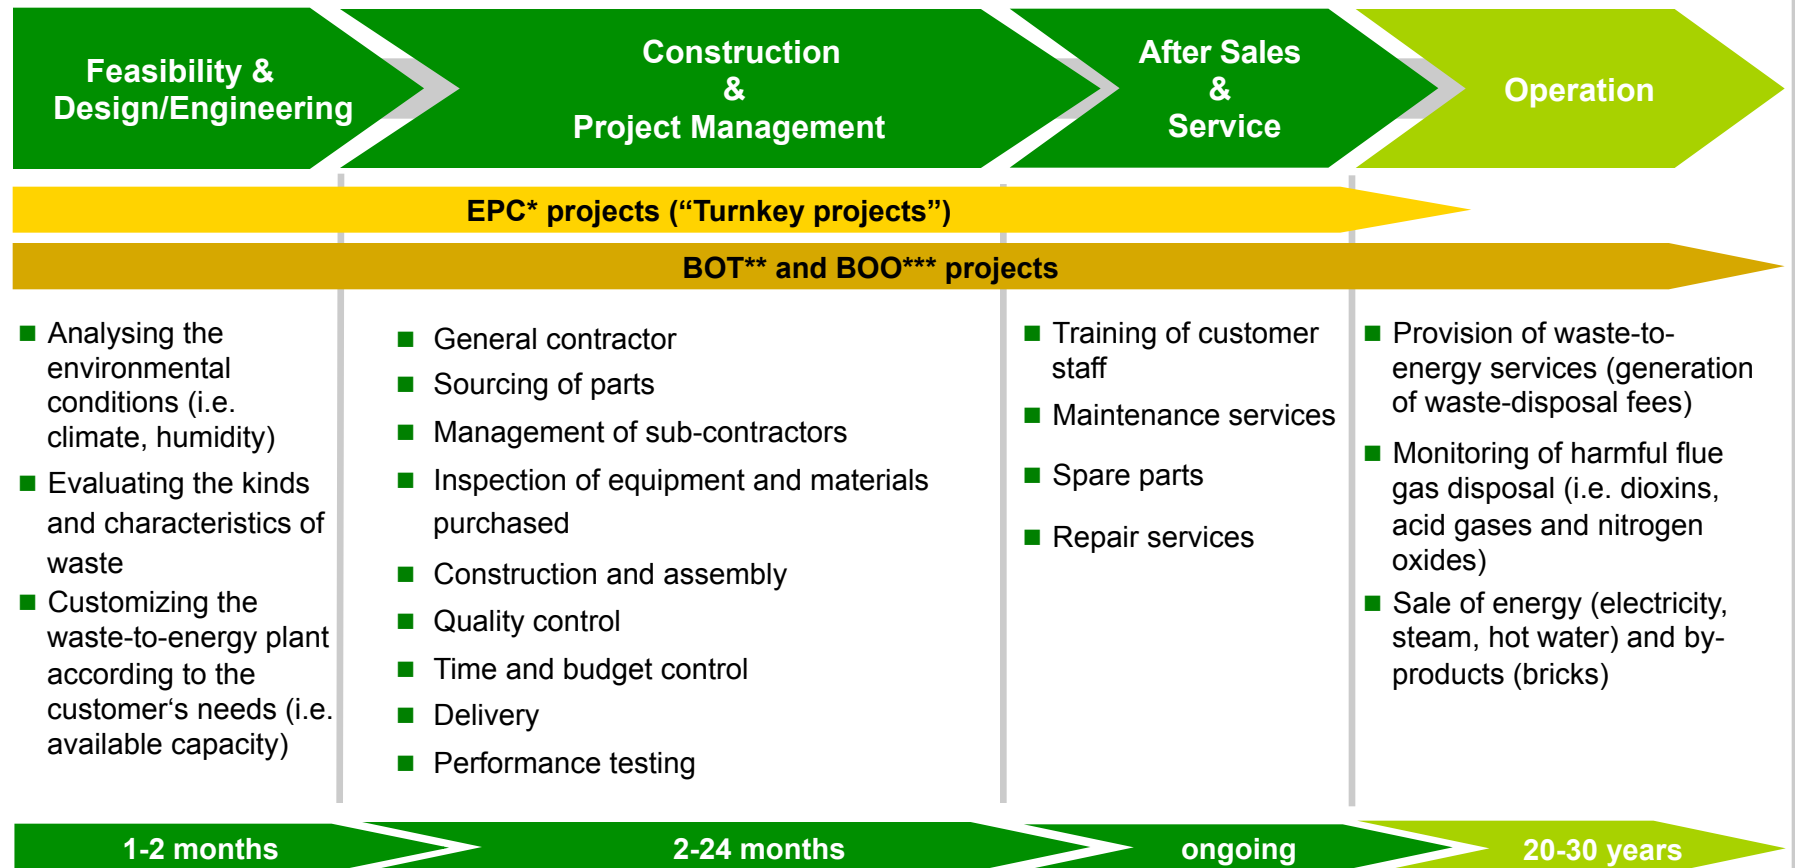 Feasibility &
Design/Engineering
Construction
&
Project Management
After Sales
&
Service
Operation
EPC* projects (“Turnkey projects”)
BOT** and BOO*** projects
Analysing the
environmental
conditions (i.e.
climate, humidity)
Evaluating the kinds
and characteristics of
waste
Customizing the
waste-to-energy plant
according to the
customer‘s needs (i.e.
available capacity)
General contractor
Sourcing of parts
Management of sub-contractors
Inspection of equipment and materials
purchased
Construction and assembly
Quality control
Time and budget control
Delivery
Performance testing
Training of customer
staff
Maintenance services
Spare parts
Repair services
Provision of waste-to-
energy services (generation
of waste-disposal fees)
Monitoring of harmful flue
gas disposal (i.e. dioxins,
acid gases and nitrogen
oxides)
Sale of energy (electricity,
steam, hot water) and by-
products (bricks)
1-2 months
2-24 months
ongoing
20-30 years